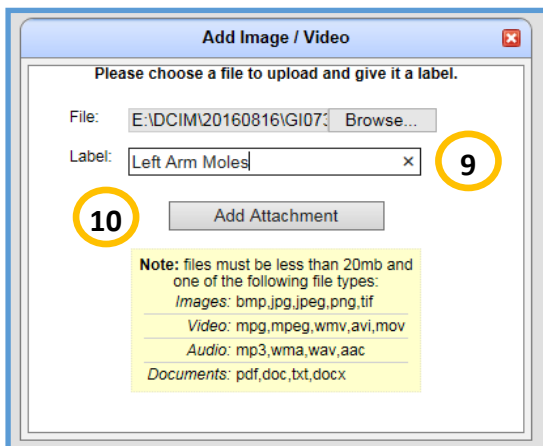 Add Image / Video
Please choose a file to upload and give it a label.
File: E:\DCIM\20160816\GI073 Browse...
Label: Left Arm Moles
9
10 Add Attachment
Note: files must be less than 20mb and
one of the following file types:
Images: bmp,jpg,jpeg,png,tif
Video: mpg,mpeg,wmv,avi,mov
Audio: mp3,wma,wav,aac
Documents: pdf,doc,txt,docx